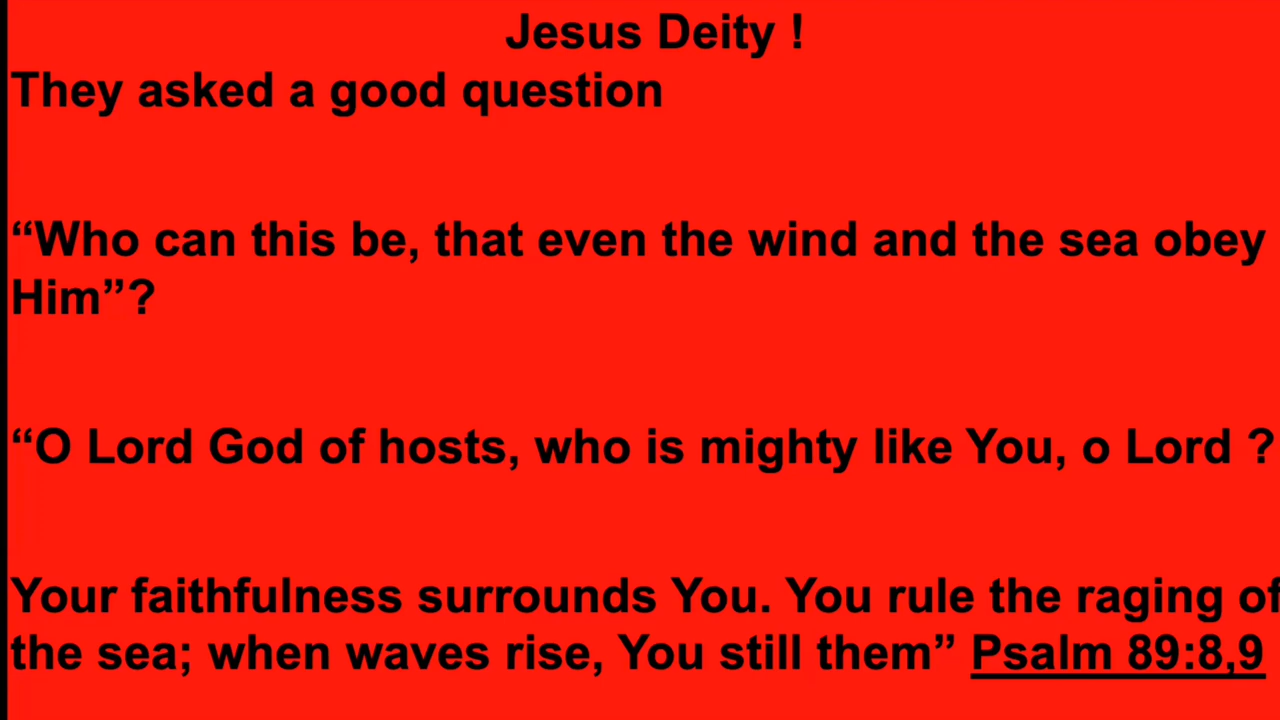 Jesus Deity !
They asked a good question
“Who can this be, that even the wind and the sea obey
Him”?
“O Lord God of hosts, who is mighty like You, o Lord ?
Your faithfulness surrounds You. You rule the raging of
the sea; when waves rise, You still them” Psalm 89:8,9